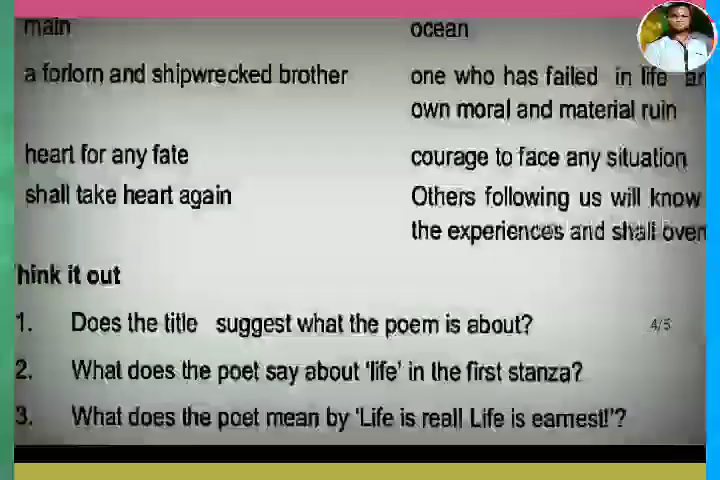 main ocean
a forlorn and shipwrecked brother one who has failed in life
own moral and material ruin
heart for any fate courage to face any situation
shall take heart again Others following us will know
the experiences and shall
hink it out
1. Does the title suggest what the poem is about? 4/5
2. What does the poet say about 'life' in the first stanza?
3. What does the poet mean by 'Life is real! Life is earnest!'?